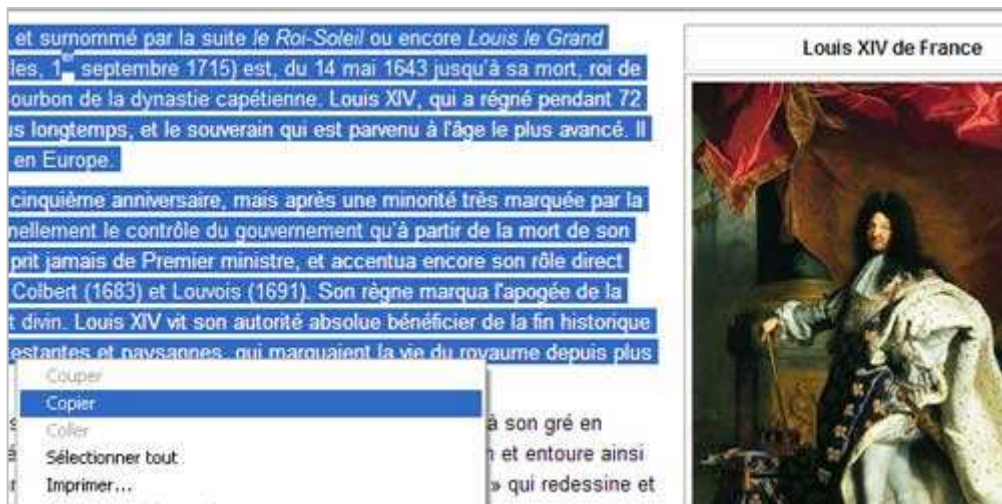 et surnommé par la suite le Roi-Soleil ou encore Louis le Grand
les, 1er septembre 1715) est, du 14 mai 1643 jusqu'à sa mort, roi de
ourbon de la dynastie capétienne. Louis XIV, qui a régné pendant 72
us longtemps, et le souverain qui est parvenu à l'âge le plus avancé. Il
en Europe.
cinquième anniversaire, mais après une minorité très marquée par la
nellement le contrôle du gouvernement qu'à partir de la mort de son
prit jamais de Premier ministre, et accentua encore son rôle direct
Colbert (1683) et Louvois (1691). Son règne marqua l'apogée de la
t divin. Louis XIV vit son autorité absolue bénéficier de la fin historique
estantes et paysannes, qui marquaient la vie du royaume depuis plus
Couper
Copier
Coller
Sélectionner tout
Imprimer...
à son gré en
et entoure ainsi
» qui redessine et
Louis XIV de France